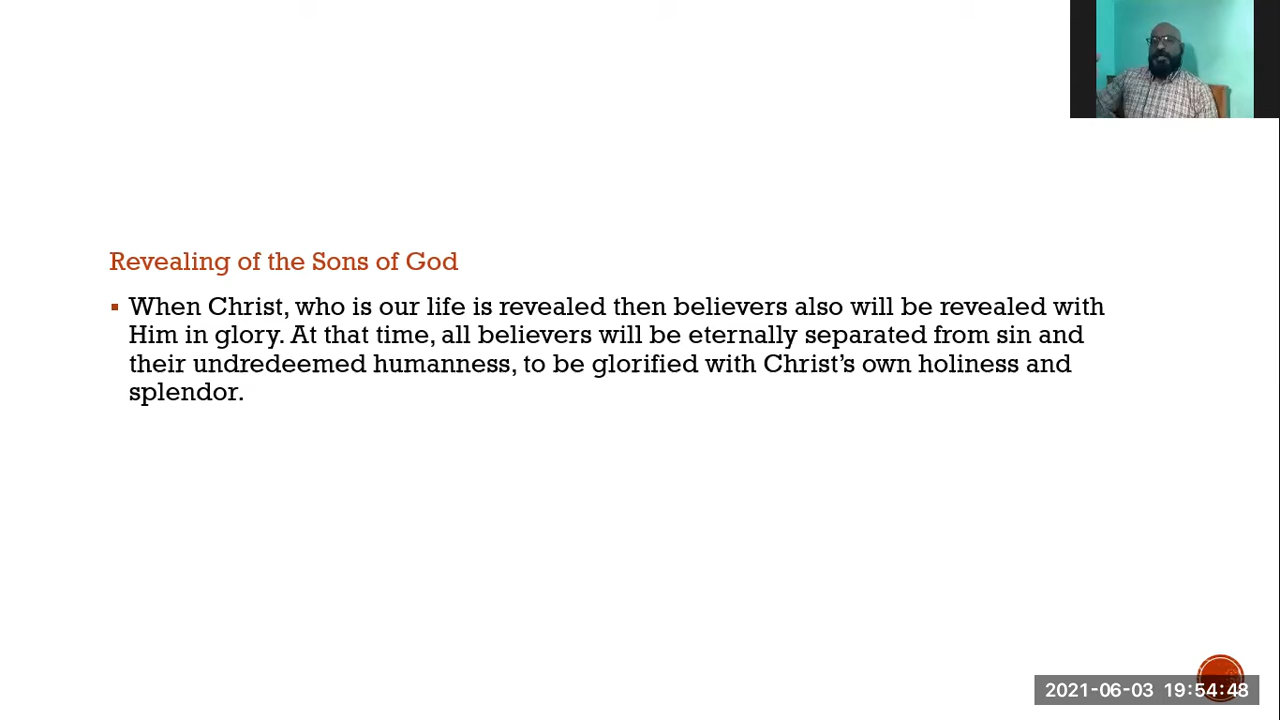 Revealing of the Sons of God
▪ When Christ, who is our life is revealed then believers also will be revealed with
Him in glory. At that time, all believers will be eternally separated from sin and
their undredeemed humanness, to be glorified with Christ’s own holiness and
splendor.
2021-06-03 19:54:48